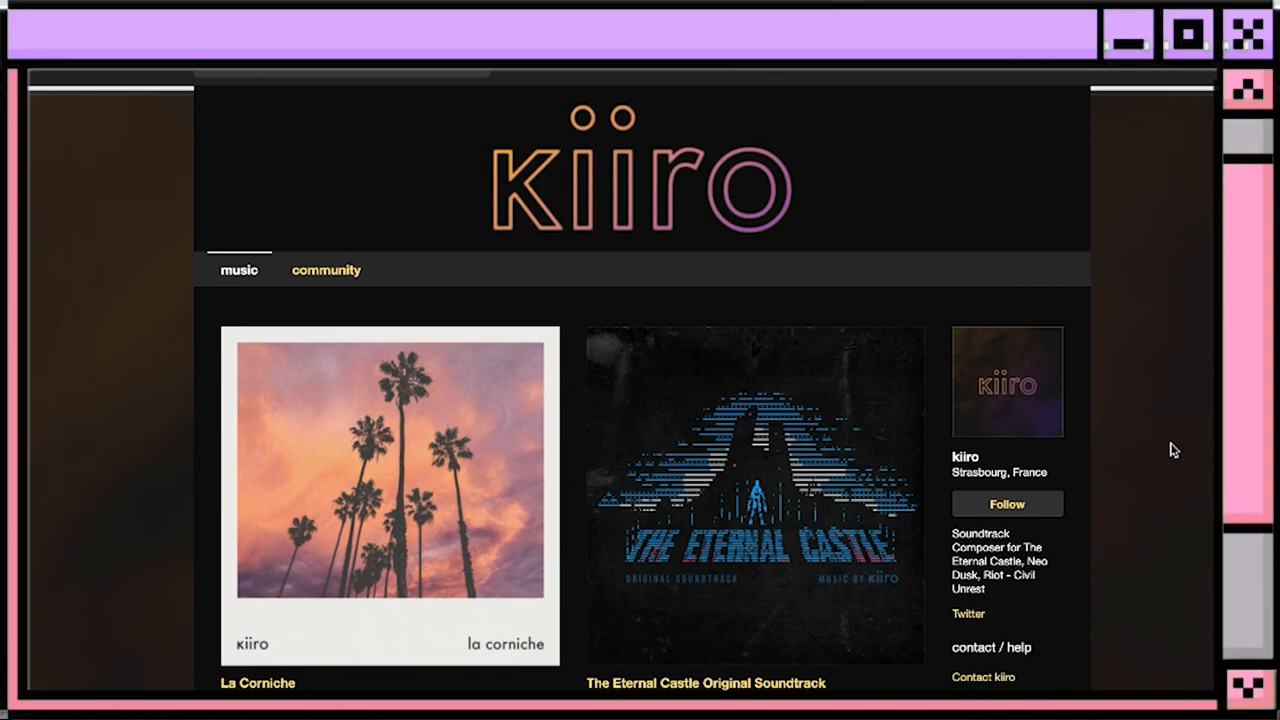 kiiro
music
community
kiiro
la corniche
La Corniche
THE ETERNAL CASTLE
ORIGINAL SOUNDTRACK
MUSIC BY kiiro
The Eternal Castle Original Soundtrack
kiiro
kiiro
Strasbourg, France
Follow
Soundtrack
Composer for The
Eternal Castle, Neo
Dusk, Riot - Civil
Unrest
Twitter
contact / help
Contact kiiro